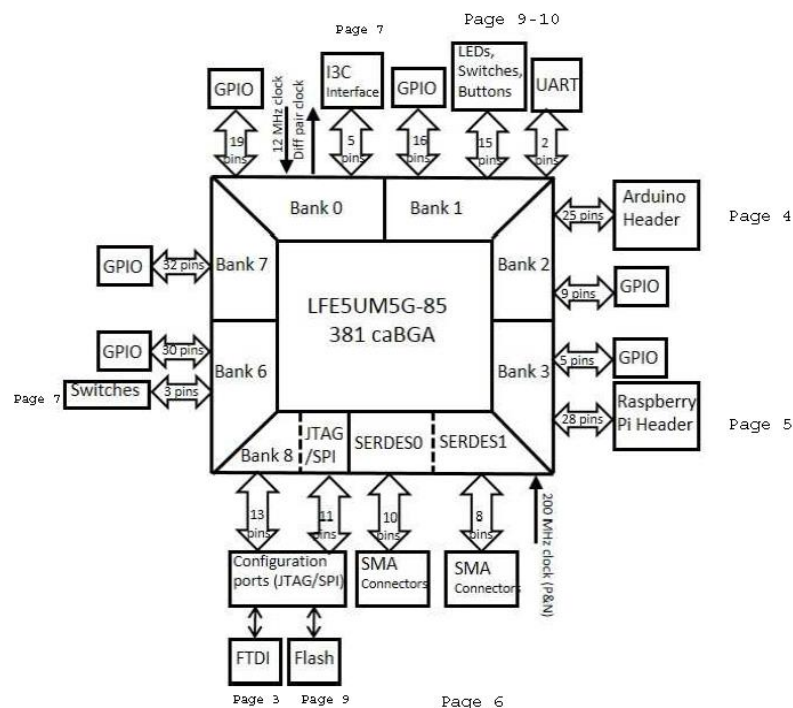 Page 7
Page 9-10
GPIO
12 MHz clock
Diff pair clock
I3C
Interface
GPIO
LEDs,
Switches,
Buttons
UART
19
pins
5
pins
16
pins
15
pins
2
pins
Bank 0
Bank 1
25 pins
Arduino
Header
Page 4
GPIO
32 pins
Bank 7
Bank 2
9 pins
GPIO
LFE5UM5G-85
381 caBGA
GPIO
30 pins
Bank 6
Bank 3
5 pins
GPIO
Page 7
Switches
3 pins
28 pins
Raspberry
Pi Header
Page 5
Bank 8
JTAG
/SPI
SERDES0
SERDES1
13
pins
11
pins
10
pins
8
pins
200 MHz clock (P&N)
Configuration
ports (JTAG/SPI)
SMA
Connectors
SMA
Connectors
FTDI
Flash
Page 3
Page 9
Page 6